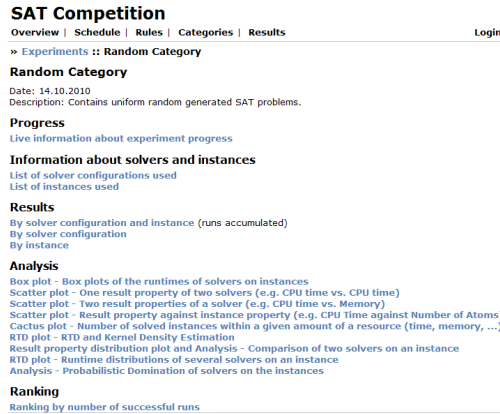 SAT Competition
Overview | Schedule | Rules | Categories | Results Login
» Experiments :: Random Category
Random Category
Date: 14.10.2010
Description: Contains uniform random generated SAT problems.
Progress
Live information about experiment progress
Information about solvers and instances
List of solver configurations used
List of instances used
Results
By solver configuration and instance (runs accumulated)
By solver configuration
By instance
Analysis
Box plot - Box plots of the runtimes of solvers on instances
Scatter plot - One result property of two solvers (e.g. CPU time vs. CPU time)
Scatter plot - Two result properties of a solver (e.g. CPU time vs. Memory)
Scatter plot - Result property against instance property (e.g. CPU Time against Number of Atoms)
Cactus plot - Number of solved instances within a given amount of a resource (time, memory, ...)
RTD plot - RTD and Kernel Density Estimation
Result property distribution plot and Analysis - Comparison of two solvers on an instance
RTD plot - Runtime distributions of several solvers on an instance
Analysis - Probabilistic Domination of solvers on the instances
Ranking
Ranking by number of successful runs